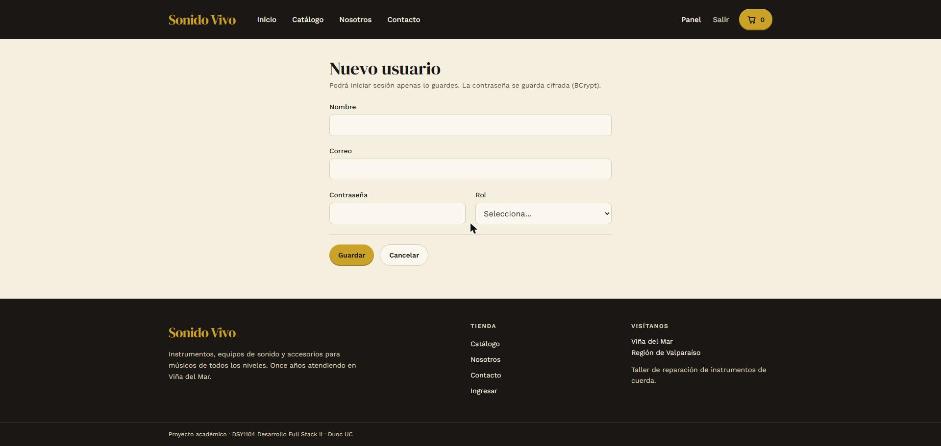 Sonido Vivo
Inicio
Catálogo
Nosotros
Contacto
Panel
Salir
0
Nuevo usuario
Podrá iniciar sesión apenas lo guardes. La contraseña se guarda cifrada (BCrypt).
Nombre
Correo
Contraseña
Rol
Selecciona...
Guardar
Cancelar
Sonido Vivo
Instrumentos, equipos de sonido y accesorios para
músicos de todos los niveles. Once años atendiendo en
Viña del Mar.
TIENDA
Catálogo
Nosotros
Contacto
Ingresar
VISÍTANOS
Viña del Mar
Región de Valparaíso
Taller de reparación de instrumentos de
cuerda.
Proyecto académico · DSY1104 Desarrollo Full Stack II · Duoc UC